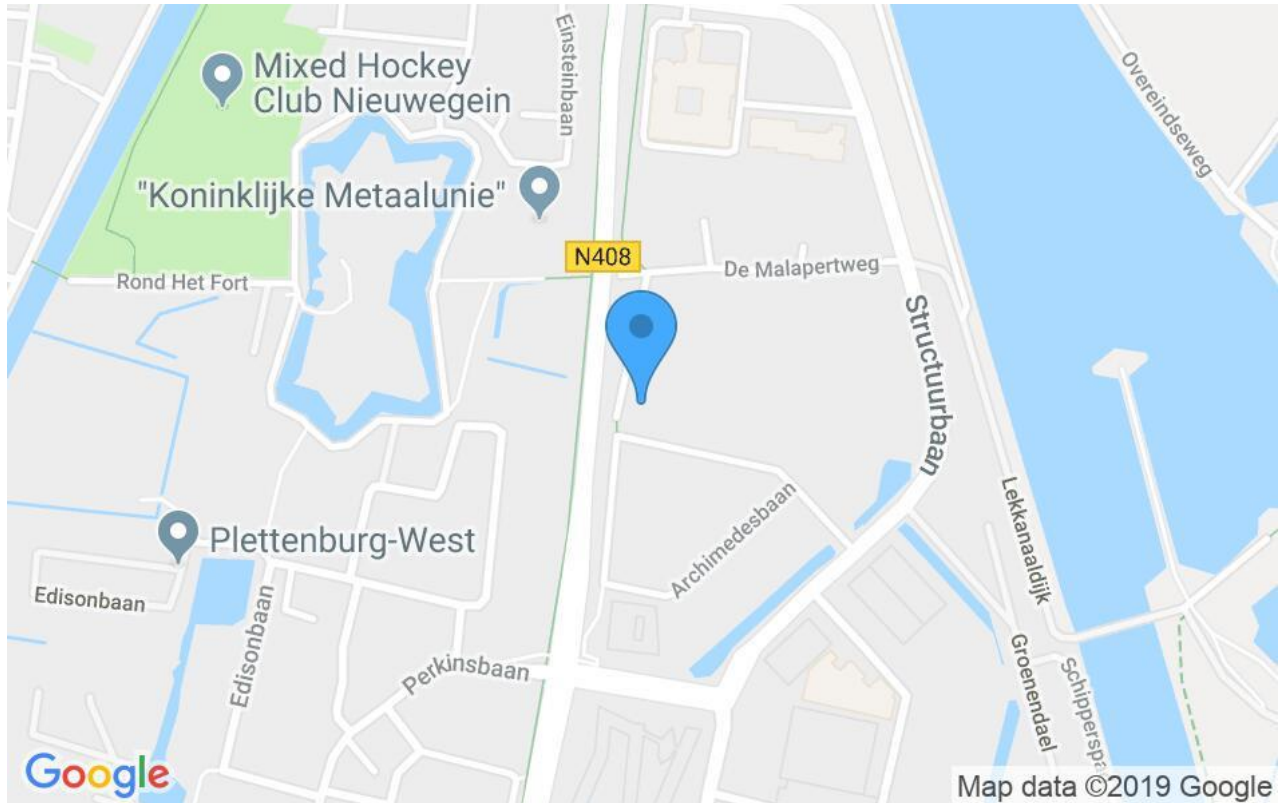 Einsteinbaan
Mixed Hockey
Club Nieuwegein
Overeindseweg
"Koninklijke Metaalunie"
N408
De Malapertweg
Rond Het Fort
Structuurbaan
Lekkanaaldijk
Archimedesbaan
Plettenburg-West
Edisonbaan
Edisonbaan
Perkinsbaan
Groenendael
Google
Map data ©2019 Google